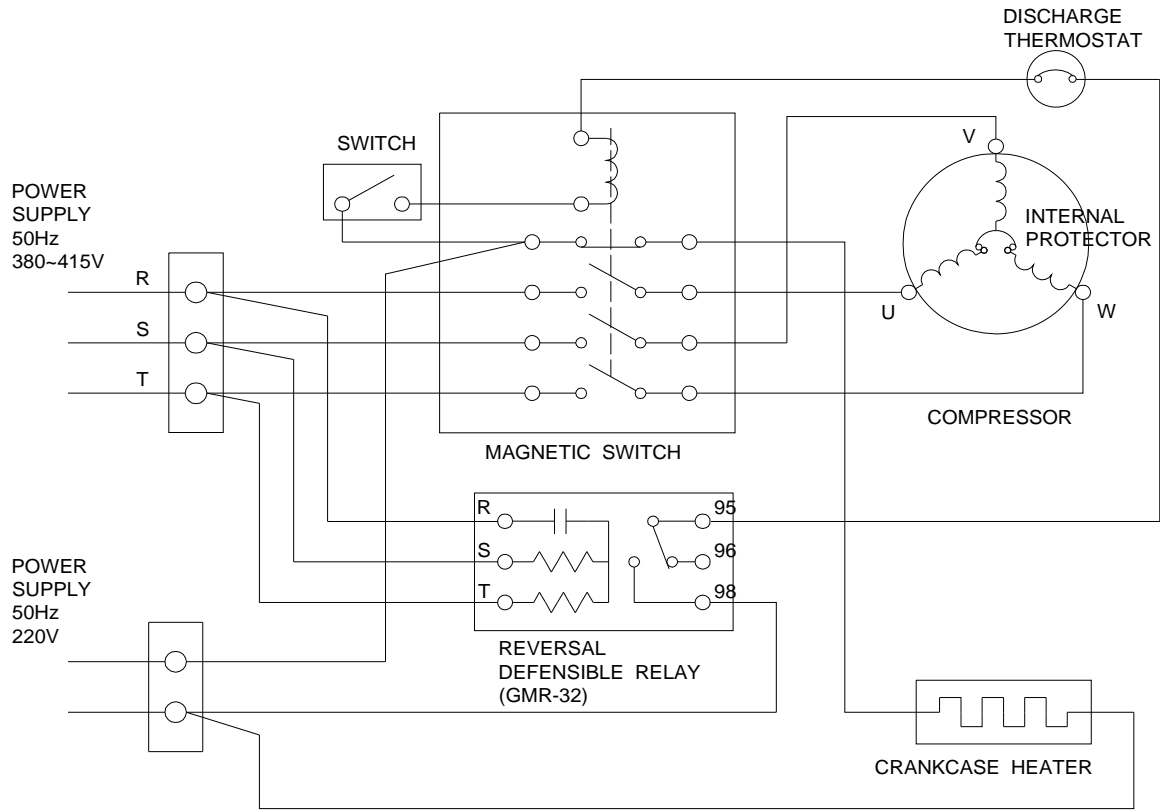 DISCHARGE
THERMOSTAT
SWITCH
V
POWER
SUPPLY
50Hz
380~415V
INTERNAL
PROTECTOR
R
S
T
U
W
COMPRESSOR
MAGNETIC SWITCH
R
S
T
95
96
98
POWER
SUPPLY
50Hz
220V
REVERSAL
DEFENSIBLE RELAY
(GMR-32)
CRANKCASE HEATER